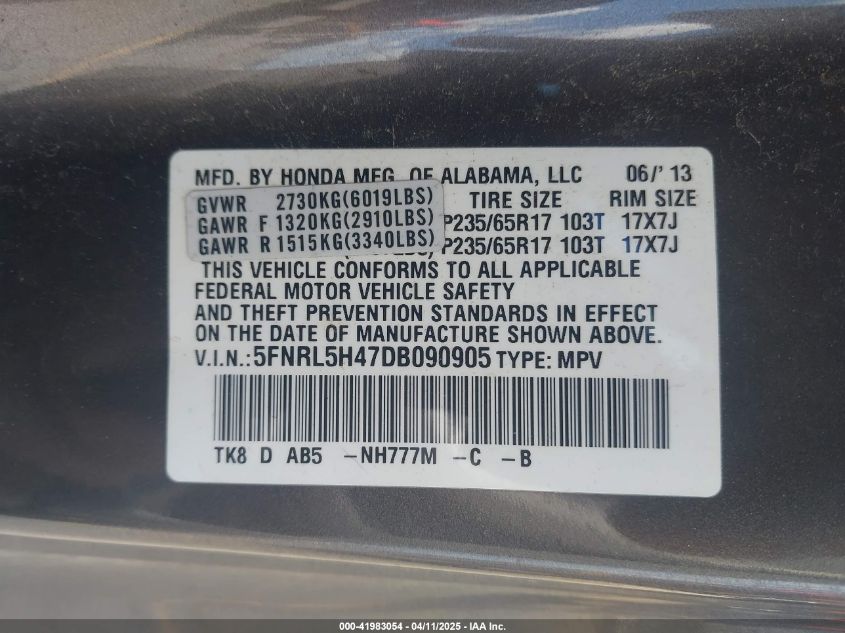 MFD. BY HONDA MFG. OF ALABAMA, LLC 06/'13
GVWR 2730KG(6019LBS) TIRE SIZE RIM SIZE
GAWR F 1320KG(2910LBS) P235/65R17 103T 17X7J
GAWR R 1515KG(3340LBS) P235/65R17 103T 17X7J
THIS VEHICLE CONFORMS TO ALL APPLICABLE
FEDERAL MOTOR VEHICLE SAFETY
AND THEFT PREVENTION STANDARDS IN EFFECT
ON THE DATE OF MANUFACTURE SHOWN ABOVE.
V.I.N.:5FNRL5H47DB090905 TYPE: MPV
TK8 D AB5 -NH777M -C -B
000-41983054 - 04/11/2025 - IAA Inc.